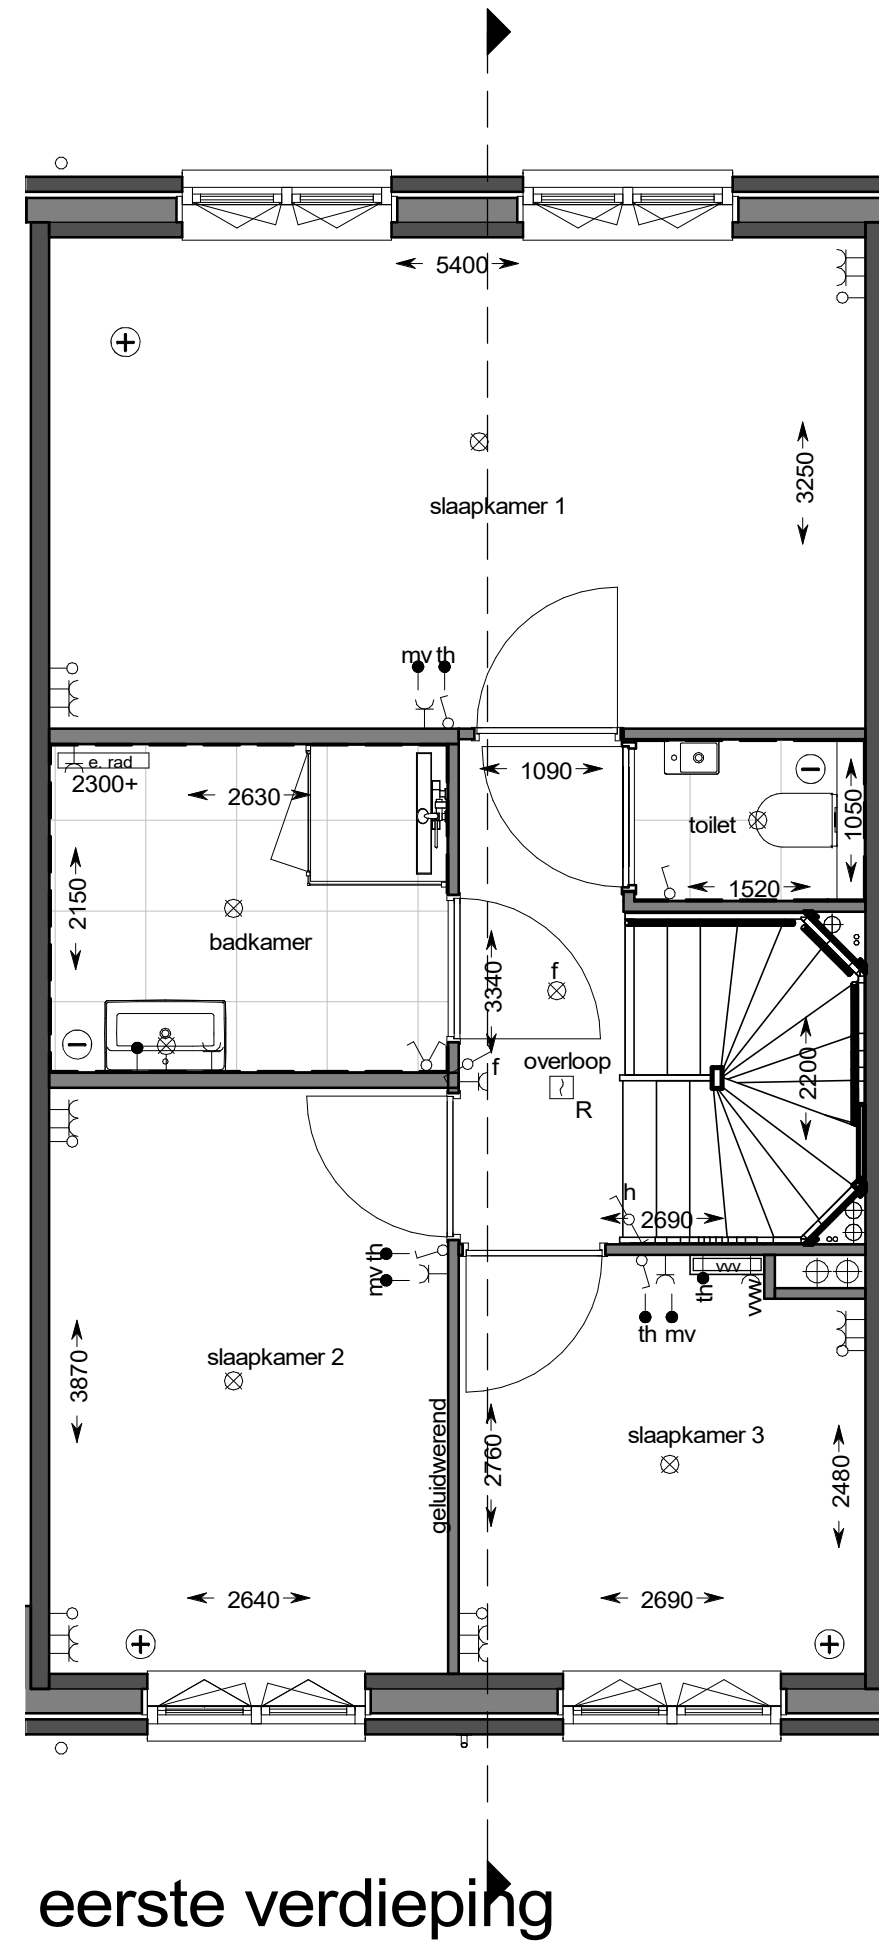 5400
3250
slaapkamer 1
mv th
e. rad
2300+
2630
1090
toilet
1050
1520
2150
badkamer
3340
f
f
overloop
R
2200
h
2690
mv th
vvv
th
vvv
th mv
slaapkamer 2
3870
geluidwerend
2760
slaapkamer 3
2480
2640
2690
eerste verdieping